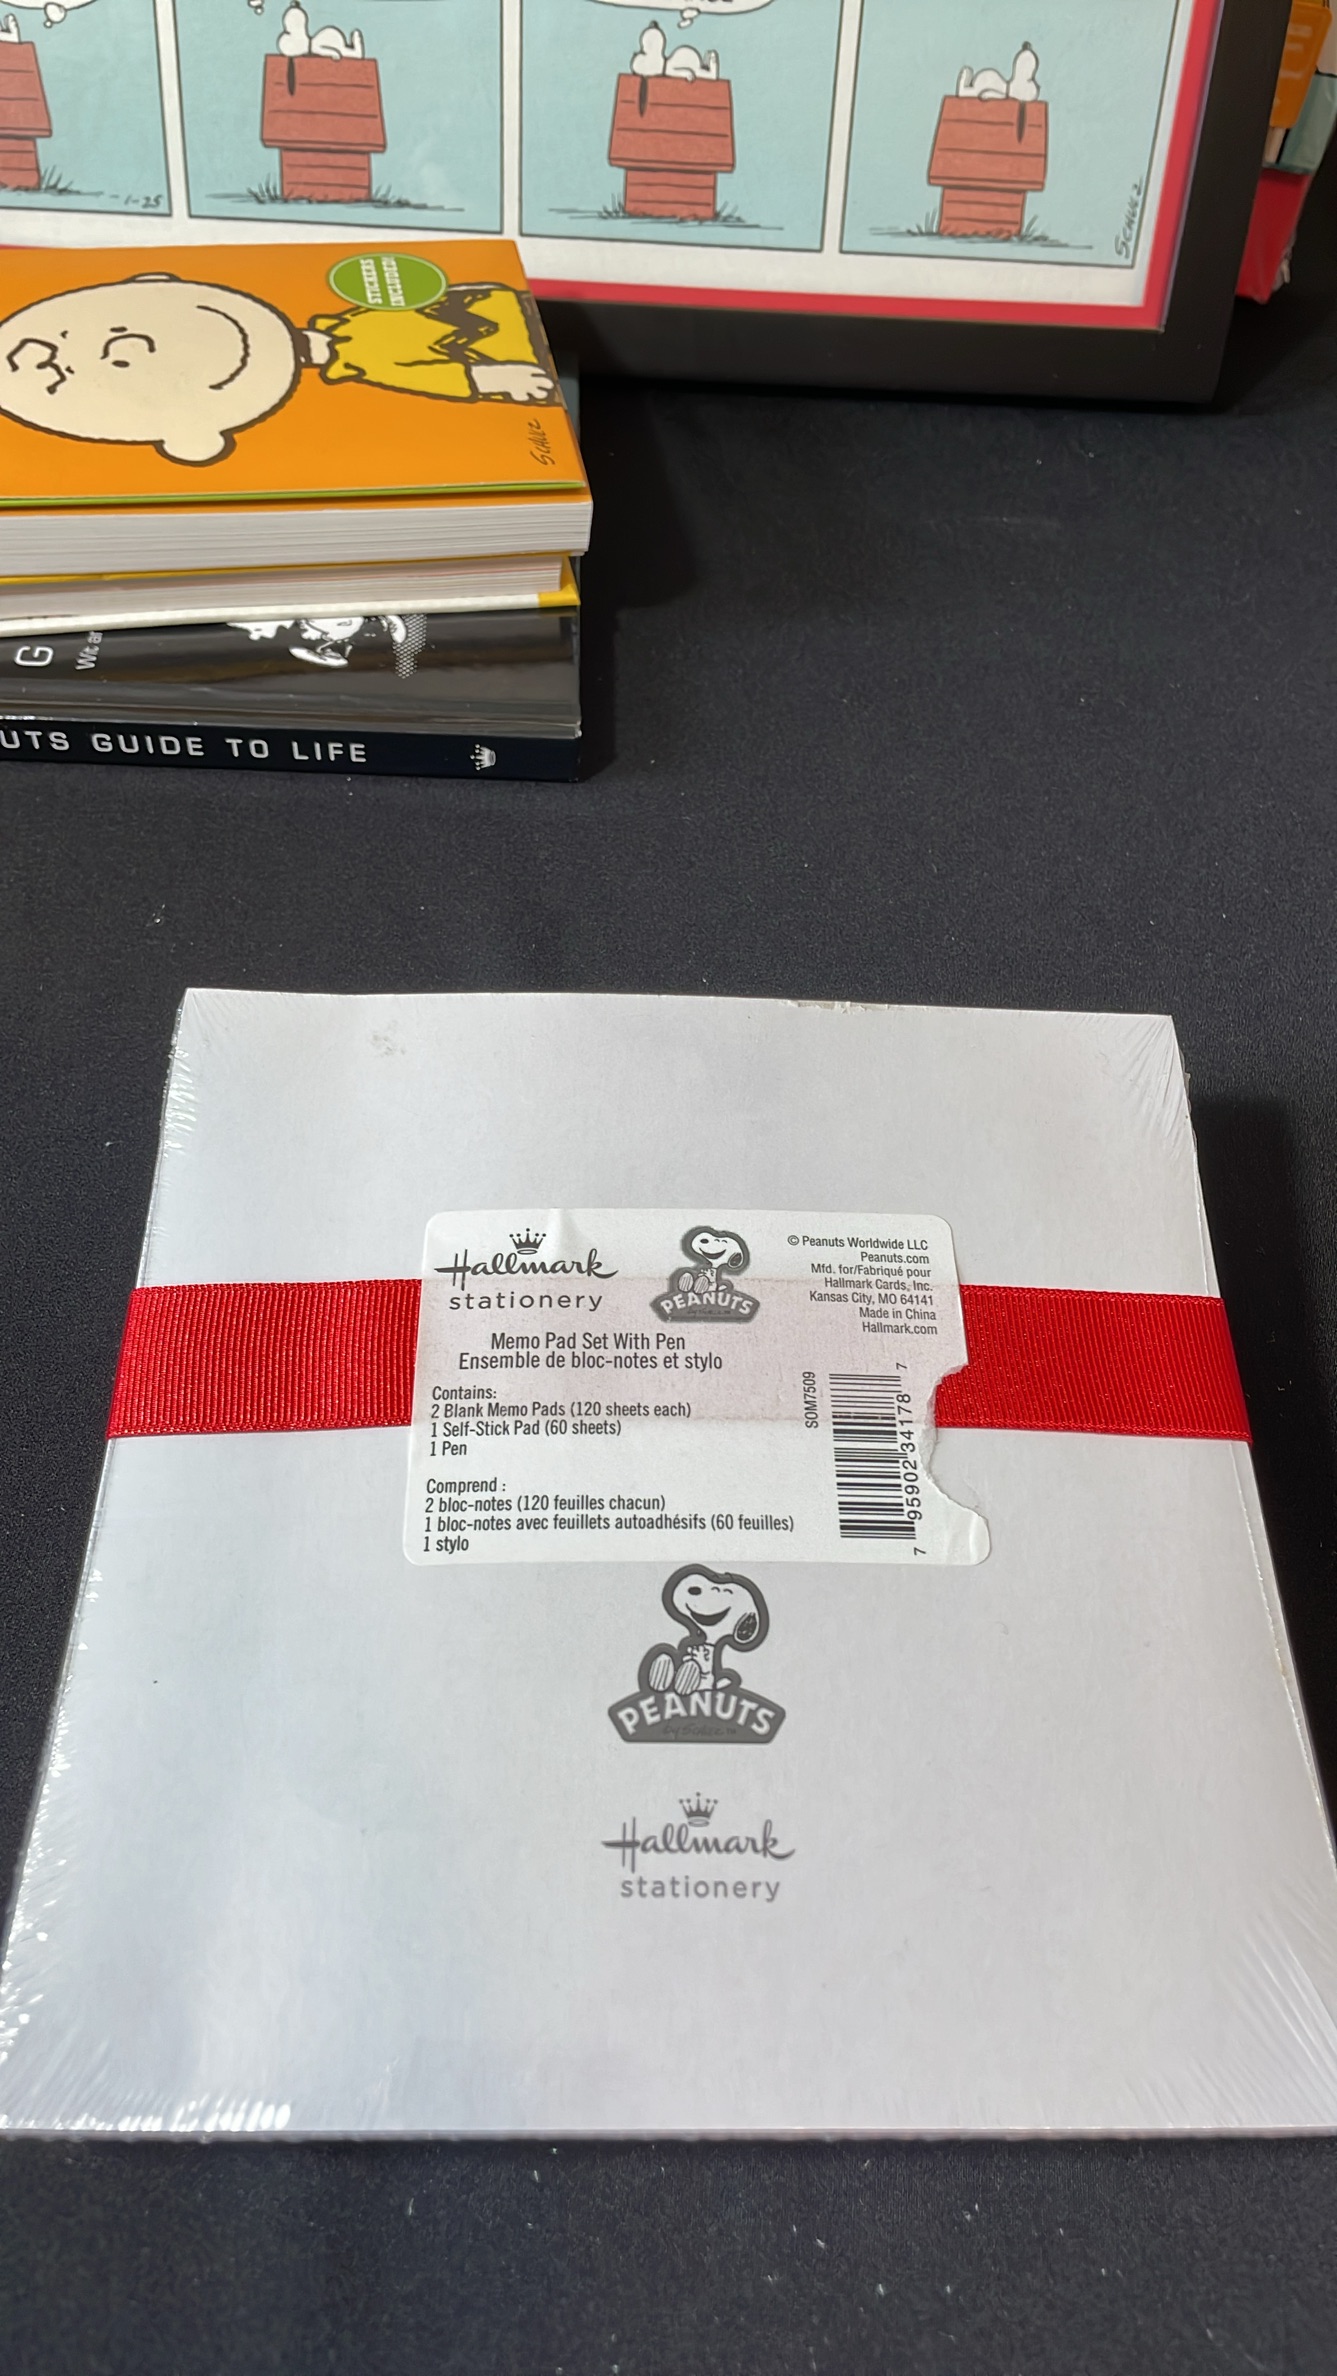 -1-25
SCHULZ
STICKERS
INCLUDED!
SCHULZ
G
Wit
UTS GUIDE TO LIFE
Hallmark
stationery
PEANUTS
© Peanuts Worldwide LLC
Peanuts.com
Mfd. for/Fabriqué pour
Hallmark Cards, Inc.
Kansas City, MO 64141
Made in China
Hallmark.com
Memo Pad Set With Pen
Ensemble de bloc-notes et stylo
Contains:
2 Blank Memo Pads (120 sheets each)
1 Self-Stick Pad (60 sheets)
1 Pen
Comprend :
2 bloc-notes (120 feuilles chacun)
1 bloc-notes avec feuillets autoadhésifs (60 feuilles)
1 stylo
SOM7509
7 95902 34178 7
PEANUTS
by Schulz
Hallmark
stationery